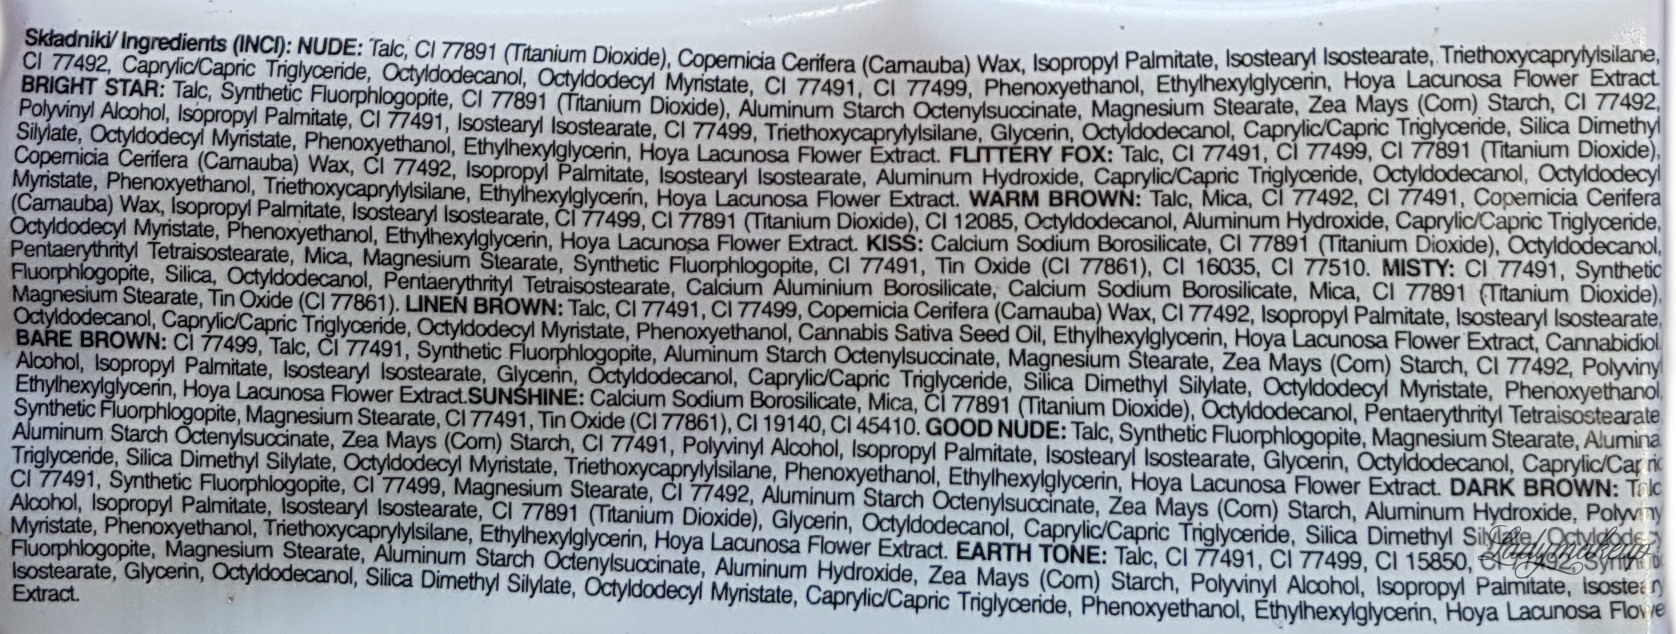 Składniki/ Ingredients (INCI): NUDE: Talc, CI 77891 (Titanium Dioxide), Copernicia Cerifera (Carnauba) Wax, Isopropyl Palmitate, Isostearyl Isostearate, Triethoxycaprylylsilane,
CI 77492, Caprylic/Capric Triglyceride, Octyldodecanol, Octyldodecyl Myristate, CI 77491, CI 77499, Phenoxyethanol, Ethylhexylglycerin, Hoya Lacunosa Flower Extract.
BRIGHT STAR: Talc, Synthetic Fluorphlogopite, CI 77891 (Titanium Dioxide), Aluminum Starch Octenylsuccinate, Magnesium Stearate, Zea Mays (Corn) Starch, CI 77492,
Polyvinyl Alcohol, Isopropyl Palmitate, CI 77491, Isostearyl Isostearate, CI 77499, Triethoxycaprylylsilane, Glycerin, Octyldodecanol, Caprylic/Capric Triglyceride, Silica Dimethyl
Silylate, Octyldodecyl Myristate, Phenoxyethanol, Ethylhexylglycerin, Hoya Lacunosa Flower Extract. FLITTERY FOX: Talc, CI 77491, CI 77499, CI 77891 (Titanium Dioxide),
Copernicia Cerifera (Carnauba) Wax, CI 77492, Isopropyl Palmitate, Isostearyl Isostearate, Aluminum Hydroxide, Caprylic/Capric Triglyceride, Octyldodecanol, Octyldodecyl
Myristate, Phenoxyethanol, Triethoxycaprylylsilane, Ethylhexylglycerin, Hoya Lacunosa Flower Extract. WARM BROWN: Talc, Mica, CI 77492, CI 77491, Copernicia Cerifera
(Carnauba) Wax, Isopropyl Palmitate, Isostearyl Isostearate, CI 77499, CI 77891 (Titanium Dioxide), CI 12085, Octyldodecanol, Aluminum Hydroxide, Caprylic/Capric Triglyceride,
Octyldodecyl Myristate, Phenoxyethanol, Ethylhexylglycerin, Hoya Lacunosa Flower Extract. KISS: Calcium Sodium Borosilicate, CI 77891 (Titanium Dioxide), Octyldodecanol,
Pentaerythrityl Tetraisostearate, Mica, Magnesium Stearate, Synthetic Fluorphlogopite, CI 77491, Tin Oxide (CI 77861), CI 16035, CI 77510. MISTY: CI 77491, Synthetic
Fluorphlogopite, Silica, Octyldodecanol, Pentaerythrityl Tetraisostearate, Calcium Aluminium Borosilicate, Calcium Sodium Borosilicate, Mica, CI 77891 (Titanium Dioxide),
Magnesium Stearate, Tin Oxide (CI 77861). LINEN BROWN: Talc, CI 77491, CI 77499, Copernicia Cerifera (Carnauba) Wax, CI 77492, Isopropyl Palmitate, Isostearyl Isostearate,
Octyldodecanol, Caprylic/Capric Triglyceride, Octyldodecyl Myristate, Phenoxyethanol, Cannabis Sativa Seed Oil, Ethylhexylglycerin, Hoya Lacunosa Flower Extract, Cannabidiol.
BARE BROWN: CI 77499, Talc, CI 77491, Synthetic Fluorphlogopite, Aluminum Starch Octenylsuccinate, Magnesium Stearate, Zea Mays (Corn) Starch, CI 77492, Polyvinyl
Alcohol, Isopropyl Palmitate, Isostearyl Isostearate, Glycerin, Octyldodecanol, Caprylic/Capric Triglyceride, Silica Dimethyl Silylate, Octyldodecyl Myristate, Phenoxyethanol,
Ethylhexylglycerin, Hoya Lacunosa Flower Extract.SUNSHINE: Calcium Sodium Borosilicate, Mica, CI 77891 (Titanium Dioxide), Octyldodecanol, Pentaerythrityl Tetraisostearate
Synthetic Fluorphlogopite, Magnesium Stearate, CI 77491, Tin Oxide (CI 77861), CI 19140, CI 45410. GOOD NUDE: Talc, Synthetic Fluorphlogopite, Magnesium Stearate, Alumina
Aluminum Starch Octenylsuccinate, Zea Mays (Corn) Starch, CI 77491, Polyvinyl Alcohol, Isopropyl Palmitate, Isostearyl Isostearate, Glycerin, Octyldodecanol, Caprylic/Capric
Triglyceride, Silica Dimethyl Silylate, Octyldodecyl Myristate, Triethoxycaprylylsilane, Phenoxyethanol, Ethylhexylglycerin, Hoya Lacunosa Flower Extract. DARK BROWN: Talc
CI 77491, Synthetic Fluorphlogopite, CI 77499, Magnesium Stearate, CI 77492, Aluminum Starch Octenylsuccinate, Zea Mays (Corn) Starch, Aluminum Hydroxide, Polyviny
Alcohol, Isopropyl Palmitate, Isostearyl Isostearate, CI 77891 (Titanium Dioxide), Glycerin, Octyldodecanol, Caprylic/Capric Triglyceride, Silica Dimethyl Silylate, Octyldodecy
Myristate, Phenoxyethanol, Triethoxycaprylylsilane, Ethylhexylglycerin, Hoya Lacunosa Flower Extract. EARTH TONE: Talc, CI 77491, CI 77499, CI 15850, CI 77492, Synthetic
Fluorphlogopite, Magnesium Stearate, Aluminum Starch Octenylsuccinate, Aluminum Hydroxide, Zea Mays (Corn) Starch, Polyvinyl Alcohol, Isopropyl Palmitate, Isosteary
Isostearate, Glycerin, Octyldodecanol, Silica Dimethyl Silylate, Octyldodecyl Myristate, Caprylic/Capric Triglyceride, Phenoxyethanol, Ethylhexylglycerin, Hoya Lacunosa Flowe
Extract.
Ladymakeup